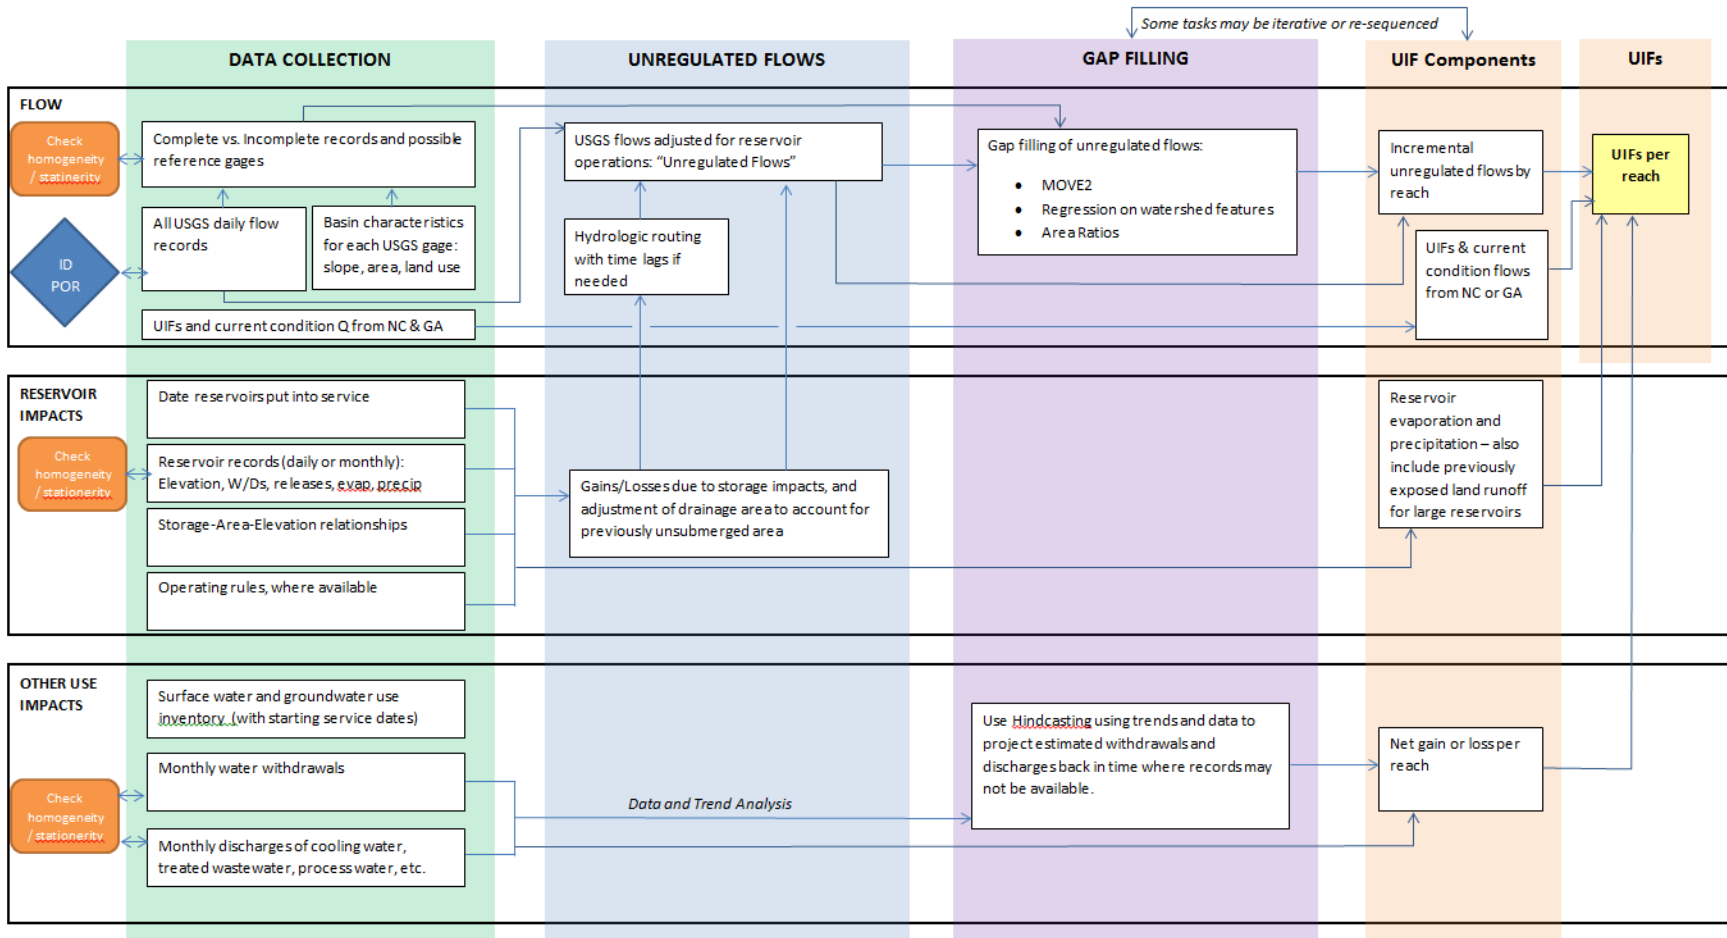 Some tasks may be iterative or re-sequenced
DATA COLLECTION
UNREGULATED FLOWS
GAP FILLING
UIF Components
UIFs
FLOW
Check
homogeneity
/ statinerity
Complete vs. Incomplete records and possible
reference gages
All USGS daily flow
records
Basin characteristics
for each USGS gage:
slope, area, land use
ID
POR
UIFs and current condition Q from NC & GA
USGS flows adjusted for reservoir
operations: “Unregulated Flows”
Hydrologic routing
with time lags if
needed
Gap filling of unregulated flows:
• MOVE2
• Regression on watershed features
• Area Ratios
Incremental
unregulated flows by
reach
UIFs & current
condition flows
from NC or GA
UIFs per
reach
RESERVOIR
IMPACTS
Check
homogeneity
/ stationerity
Date reservoirs put into service
Reservoir records (daily or monthly):
Elevation, W/Ds, releases, evap, precip
Storage-Area-Elevation relationships
Operating rules, where available
Gains/Losses due to storage impacts, and
adjustment of drainage area to account for
previously unsubmerged area
Reservoir
evaporation and
precipitation – also
include previously
exposed land runoff
for large reservoirs
OTHER USE
IMPACTS
Check
homogeneity
/ stationerity
Surface water and groundwater use
inventory (with starting service dates)
Monthly water withdrawals
Monthly discharges of cooling water,
treated wastewater, process water, etc.
Data and Trend Analysis
Use Hindcasting using trends and data to
project estimated withdrawals and
discharges back in time where records may
not be available.
Net gain or loss per
reach